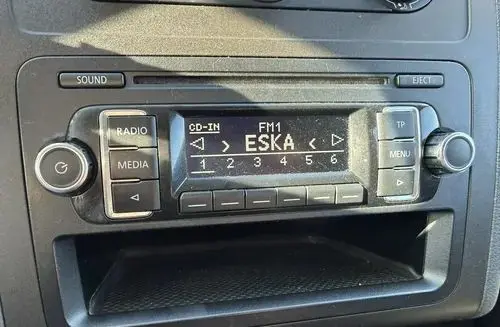 SOUND
EJECT
RADIO
MEDIA
CD-IN
FM1
ESKA
1 2 3 4 5 6
TP
MENU